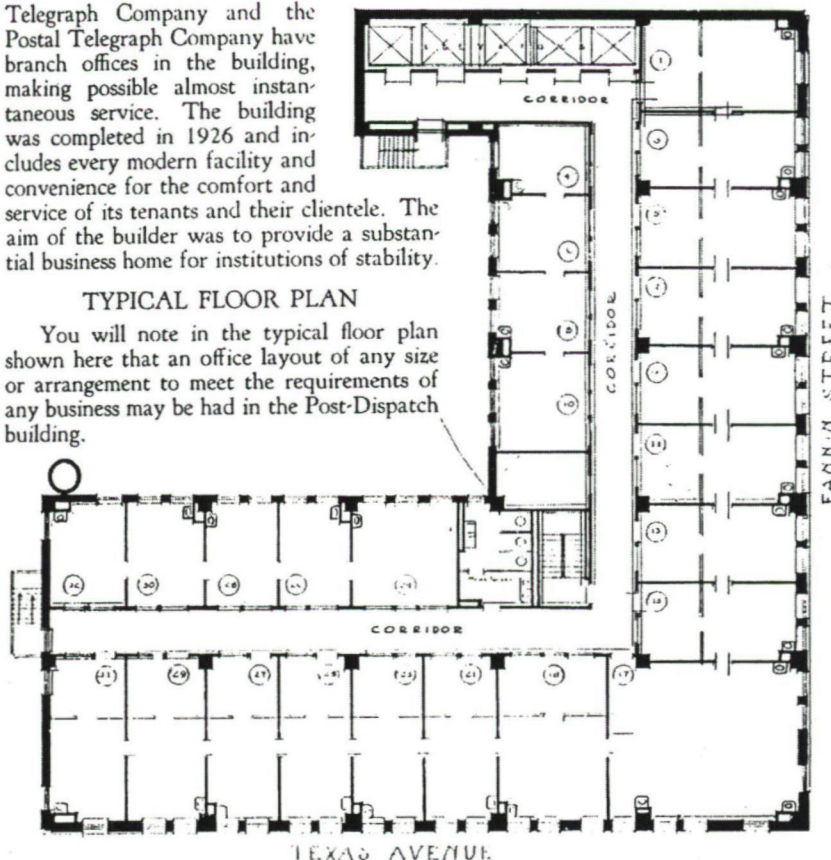 Telegraph Company and the
Postal Telegraph Company have
branch offices in the building,
making possible almost instan-
taneous service. The building
was completed in 1926 and in-
cludes every modern facility and
convenience for the comfort and
service of its tenants and their clientele. The
aim of the builder was to provide a substan-
tial business home for institutions of stability.
TYPICAL FLOOR PLAN
You will note in the typical floor plan
shown here that an office layout of any size
or arrangement to meet the requirements of
any business may be had in the Post-Dispatch
building.
CORRIDOR
CORRIDOR
CORRIDOR
FANNIN STREET
17
TEXAS AVENUE